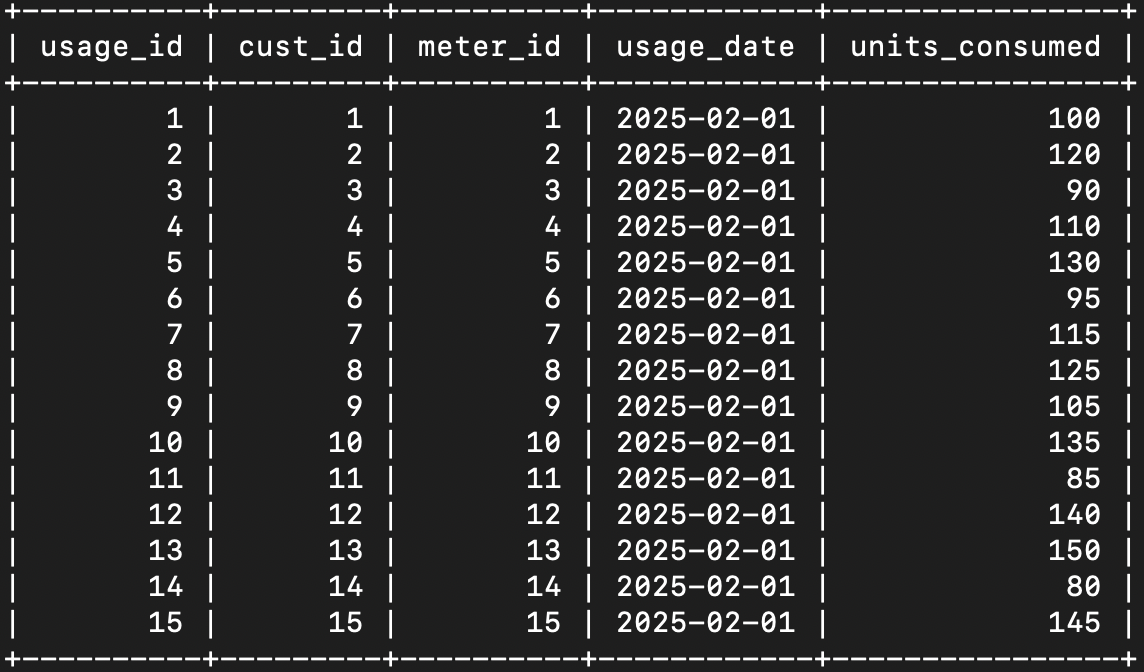 +----------+---------+----------+------------+----------------+
| usage_id | cust_id | meter_id | usage_date | units_consumed |
+----------+---------+----------+------------+----------------+
|        1 |       1 |        1 | 2025-02-01 |            100 |
|        2 |       2 |        2 | 2025-02-01 |            120 |
|        3 |       3 |        3 | 2025-02-01 |             90 |
|        4 |       4 |        4 | 2025-02-01 |            110 |
|        5 |       5 |        5 | 2025-02-01 |            130 |
|        6 |       6 |        6 | 2025-02-01 |             95 |
|        7 |       7 |        7 | 2025-02-01 |            115 |
|        8 |       8 |        8 | 2025-02-01 |            125 |
|        9 |       9 |        9 | 2025-02-01 |            105 |
|       10 |      10 |       10 | 2025-02-01 |            135 |
|       11 |      11 |       11 | 2025-02-01 |             85 |
|       12 |      12 |       12 | 2025-02-01 |            140 |
|       13 |      13 |       13 | 2025-02-01 |            150 |
|       14 |      14 |       14 | 2025-02-01 |             80 |
|       15 |      15 |       15 | 2025-02-01 |            145 |
+----------+---------+----------+------------+----------------+